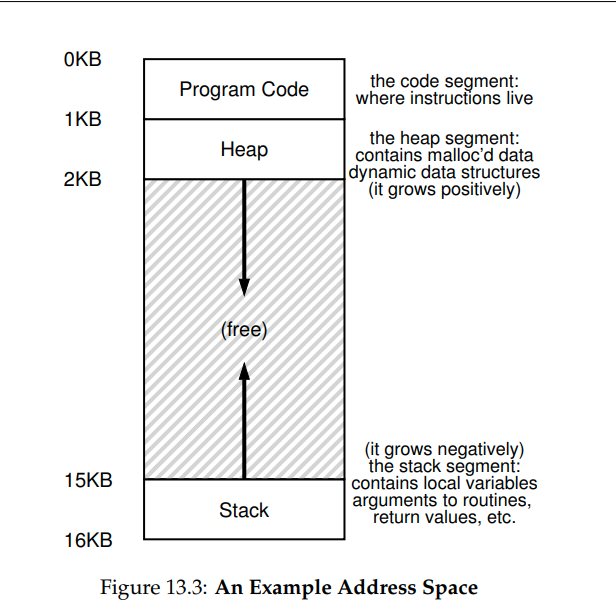 0KB
Program Code
the code segment:
where instructions live
1KB
Heap
the heap segment:
contains malloc'd data
dynamic data structures
(it grows positively)
2KB
(free)
(it grows negatively)
the stack segment:
contains local variables
arguments to routines,
return values, etc.
15KB
Stack
16KB
Figure 13.3: An Example Address Space